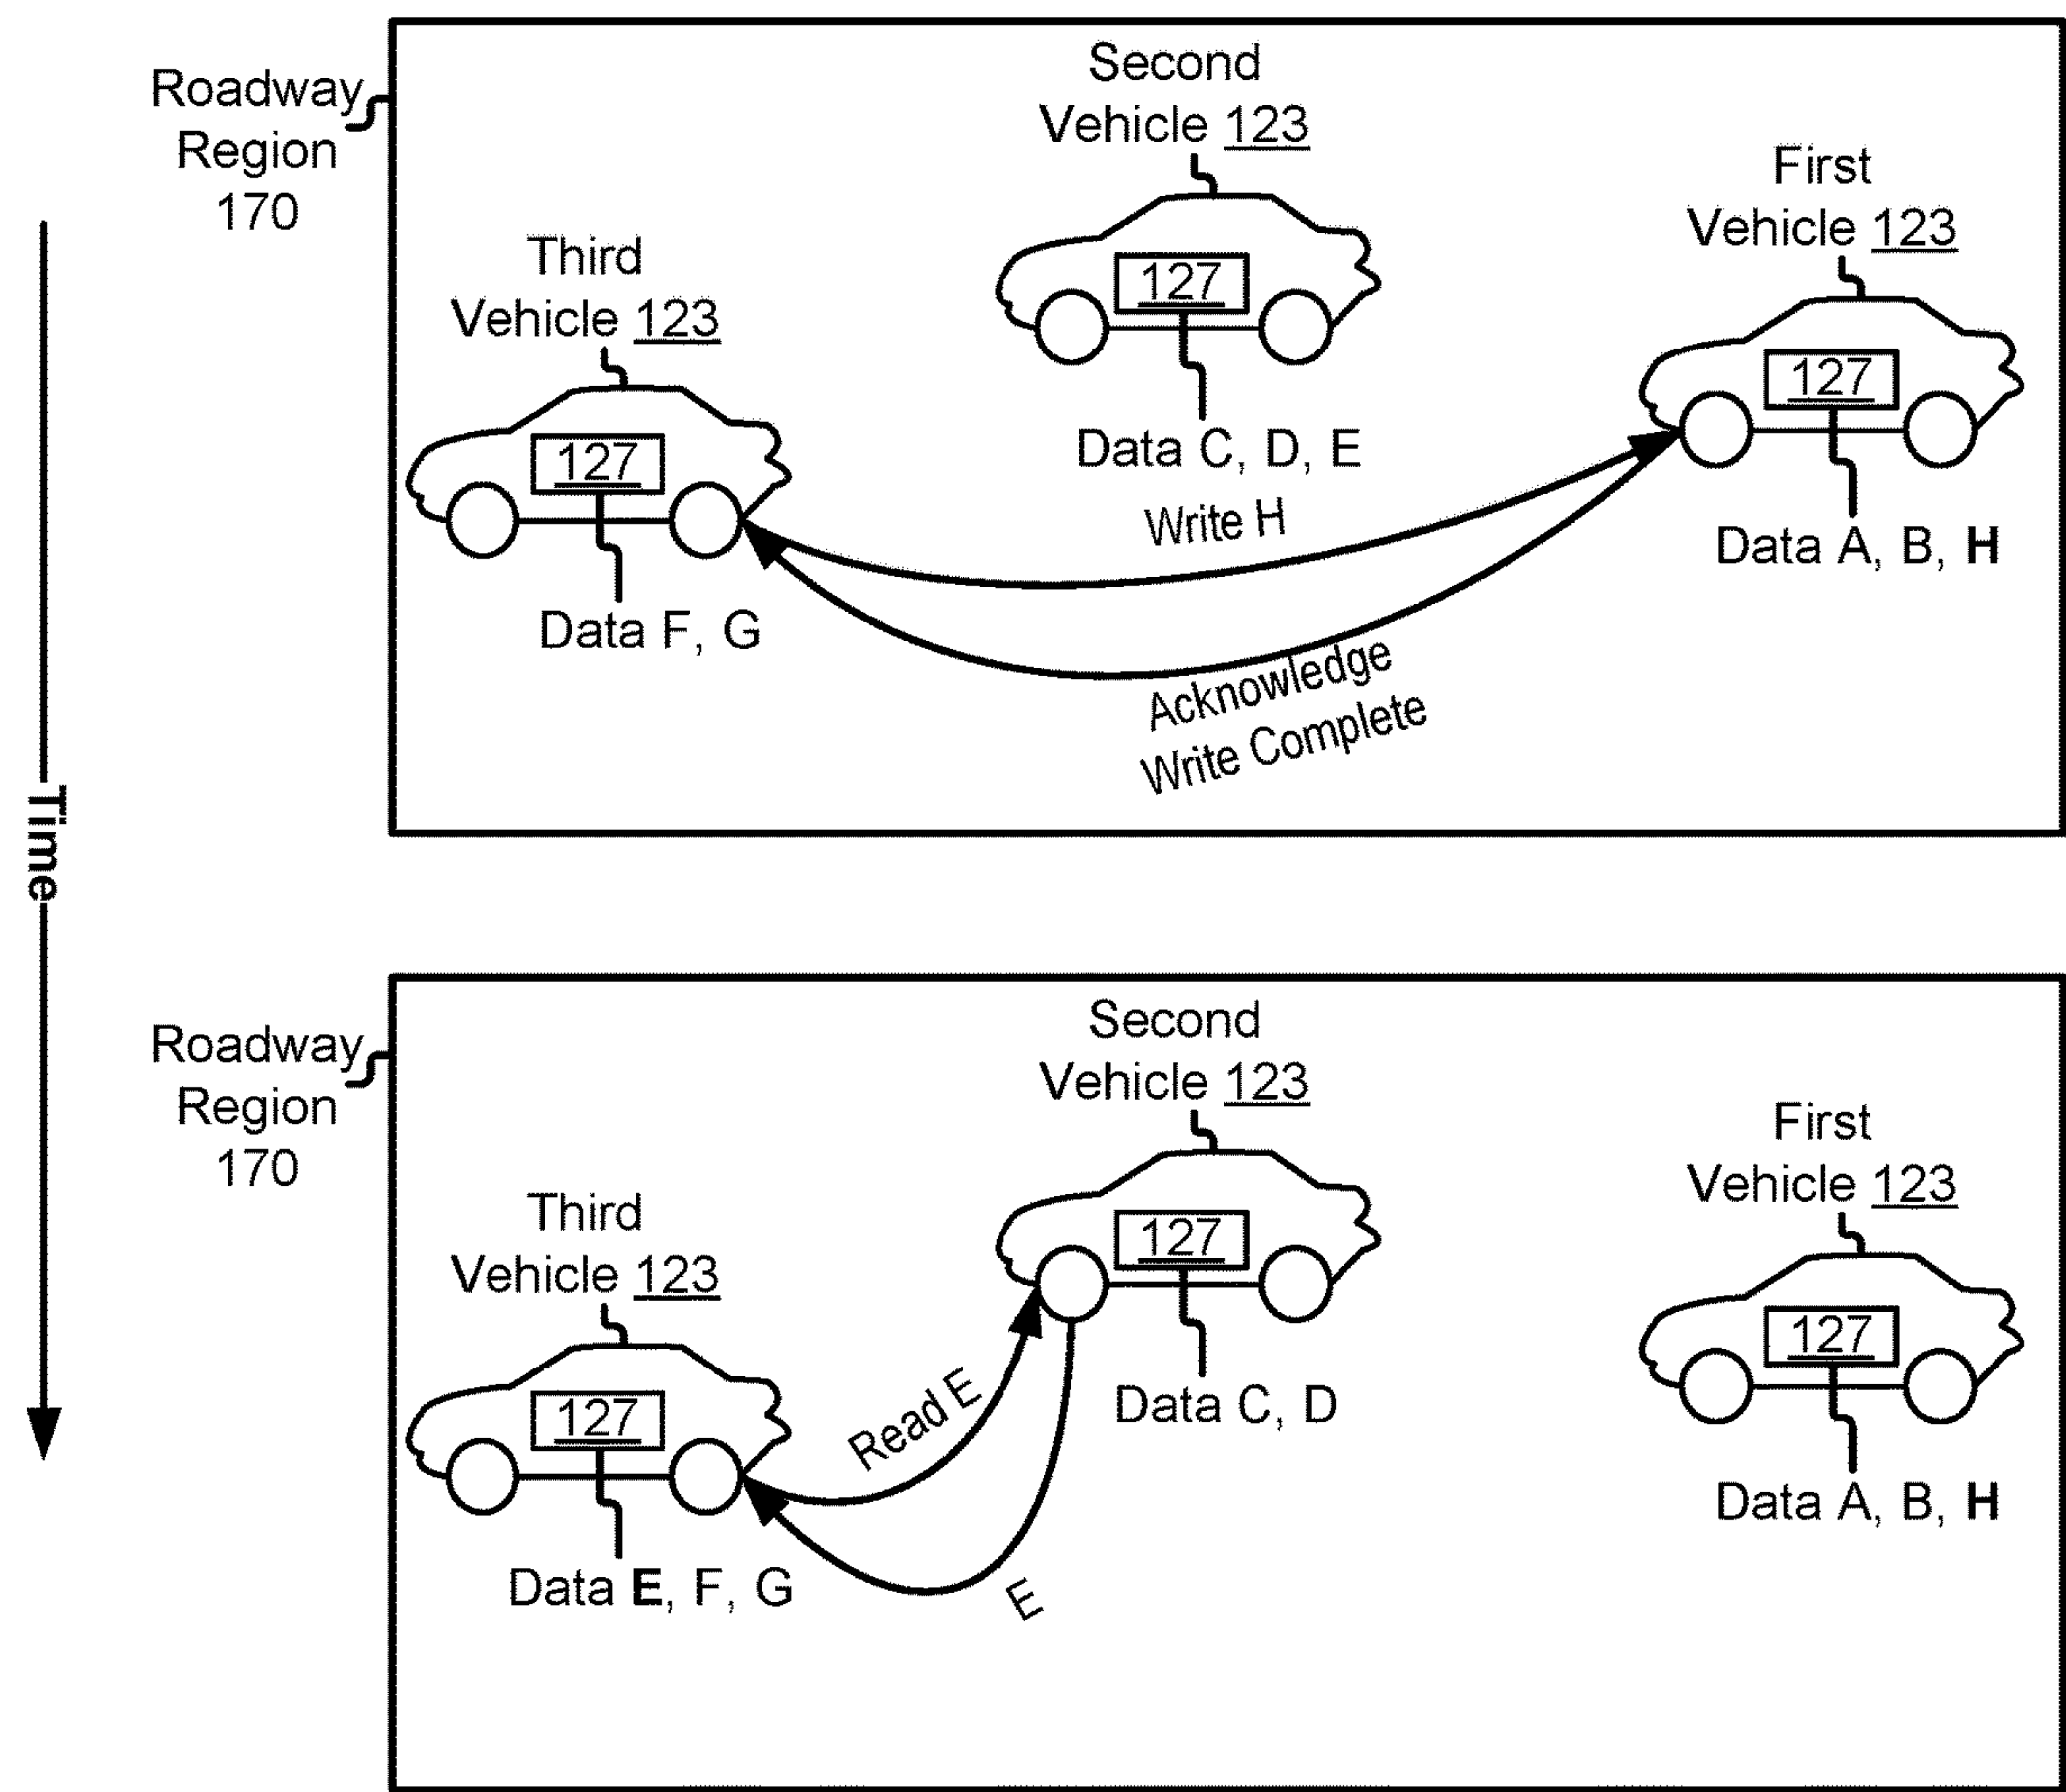 Roadway
Region
170
Second
Vehicle 123
127
Data C, D, E
First
Vehicle 123
127
Data A, B, H
Third
Vehicle 123
127
Data F, G
Write H
Acknowledge
Write Complete
Time
Roadway
Region
170
Second
Vehicle 123
127
Data C, D
First
Vehicle 123
127
Data A, B, H
Third
Vehicle 123
127
Data E, F, G
Read E
E